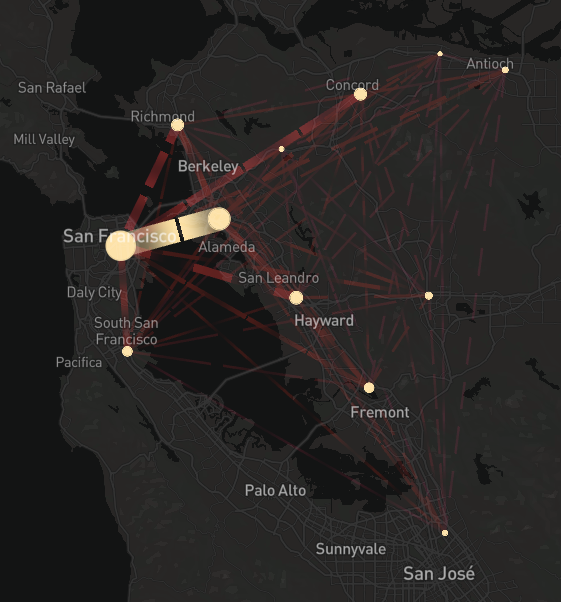 Antioch
San Rafael
Concord
Richmond
Mill Valley
Berkeley
San Francisco
Alameda
San Leandro
Daly City
Hayward
South San
Francisco
Pacifica
Fremont
Palo Alto
Sunnyvale
San José